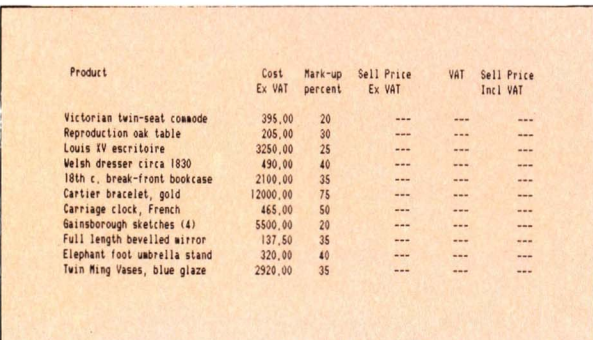 Product Cost Mark-up Sell Price VAT Sell Price
Ex VAT percent Ex VAT Incl VAT
Victorian twin-seat commode 395,00 20 --- --- ---
Reproduction oak table 205,00 30 --- --- ---
Louis XV escritoire 3250,00 25 --- --- ---
Welsh dresser circa 1830 490,00 40 --- --- ---
18th c. break-front bookcase 2100,00 35 --- --- ---
Cartier bracelet, gold 12000,00 75 --- --- ---
Carriage clock, French 465,00 50 --- --- ---
Gainsborough sketches (4) 5500,00 20 --- --- ---
Full length bevelled mirror 137,50 35 --- --- ---
Elephant foot umbrella stand 320,00 40 --- --- ---
Twin Ming Vases, blue glaze 2920,00 35 --- --- ---